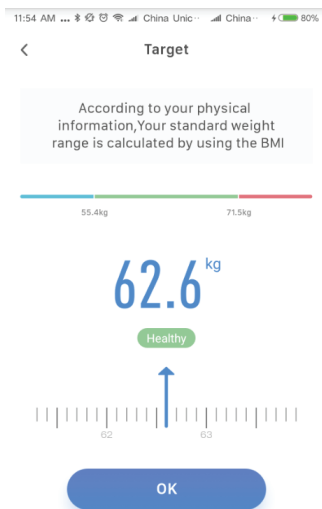 11:54 AM ... China Unic·· China·· 80%
Target
According to your physical
information,Your standard weight
range is calculated by using the BMI
55.4kg 71.5kg
62.6 kg
Healthy
62 63
OK